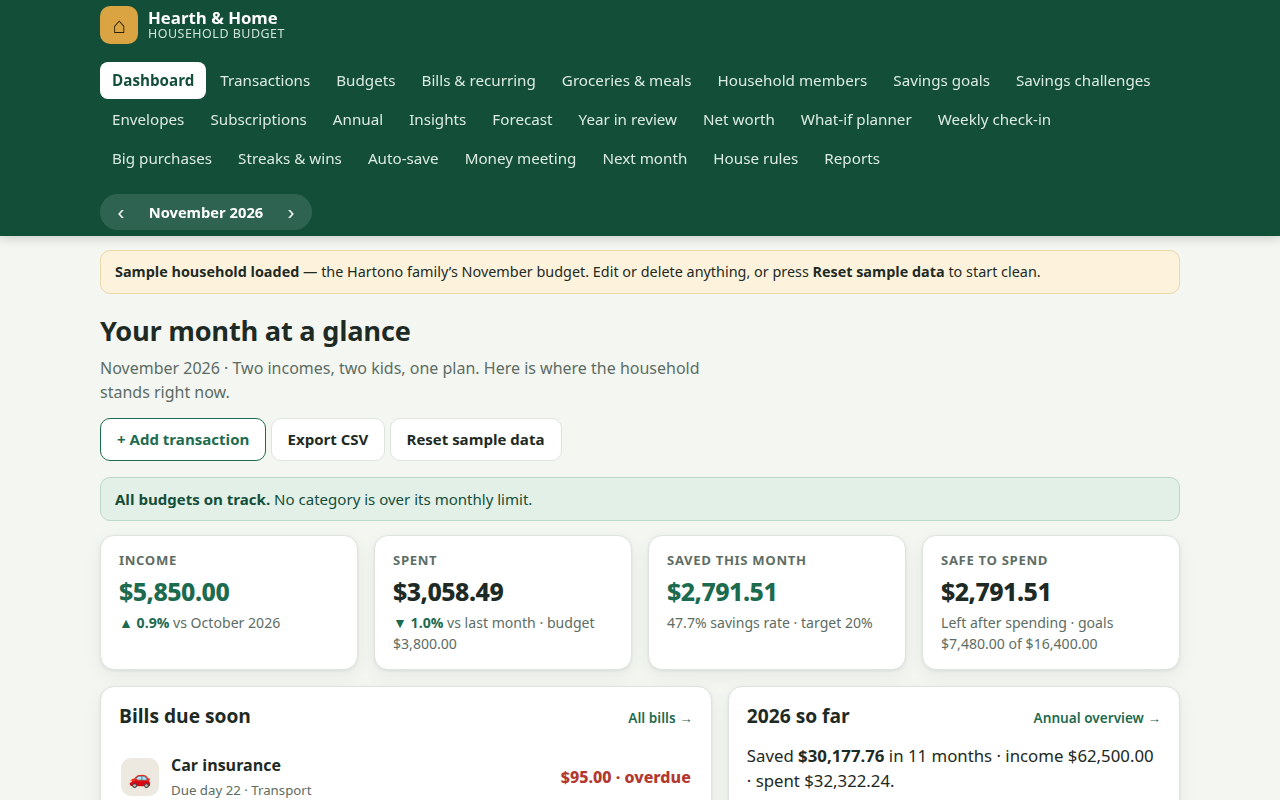 Hearth & Home
HOUSEHOLD BUDGET
Dashboard Transactions Budgets Bills & recurring Groceries & meals Household members Savings goals Savings challenges
Envelopes Subscriptions Annual Insights Forecast Year in review Net worth What-if planner Weekly check-in
Big purchases Streaks & wins Auto-save Money meeting Next month House rules Reports
‹ November 2026 ›
Sample household loaded — the Hartono family's November budget. Edit or delete anything, or press Reset sample data to start clean.
Your month at a glance
November 2026 · Two incomes, two kids, one plan. Here is where the household
stands right now.
+ Add transaction Export CSV Reset sample data
All budgets on track. No category is over its monthly limit.
INCOME
$5,850.00
▲ 0.9% vs October 2026
SPENT
$3,058.49
▼ 1.0% vs last month · budget
$3,800.00
SAVED THIS MONTH
$2,791.51
47.7% savings rate · target 20%
SAFE TO SPEND
$2,791.51
Left after spending · goals
$7,480.00 of $16,400.00
Bills due soon All bills →
Car insurance
Due day 22 · Transport
$95.00 · overdue
2026 so far Annual overview →
Saved $30,177.76 in 11 months · income $62,500.00
· spent $32,322.24.